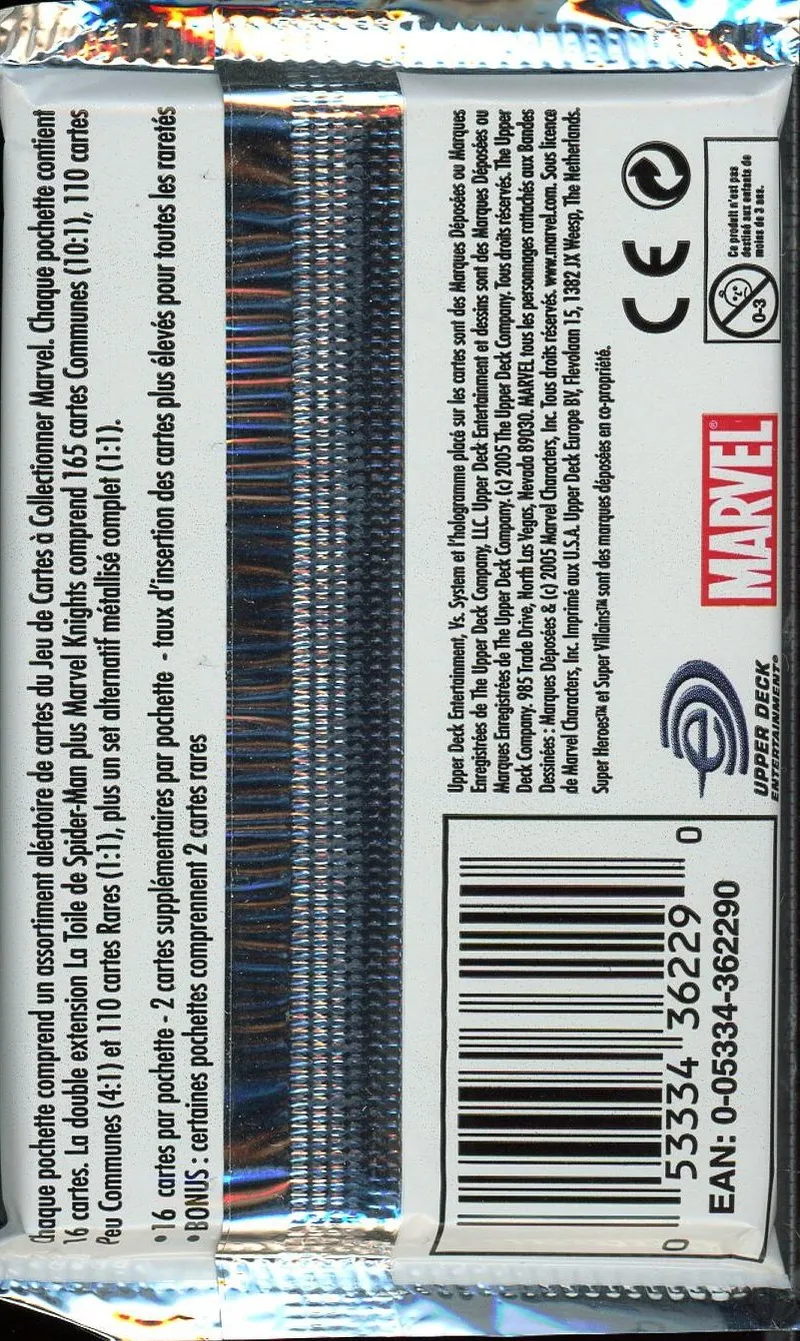 Chaque pochette comprend un assortiment aléatoire de cartes du Jeu de Cartes à Collectionner Marvel. Chaque pochette contient
16 cartes. La double extension La Toile de Spider-Man plus Marvel Knights comprend 165 cartes Communes (10:1), 110 cartes
Peu Communes (4:1) et 110 cartes Rares (1:1), plus un set alternatif métallisé complet (1:1).
• 16 cartes par pochette - 2 cartes supplémentaires par pochette - taux d'insertion des cartes plus élevés pour toutes les raretés
• BONUS : certaines pochettes comprennent 2 cartes rares
Upper Deck Entertainment, Vs. System et l'hologramme placé sur les cartes sont des Marques Déposées ou Marques
Enregistrées de The Upper Deck Company, LLC. Upper Deck Entertainment et dessins sont des Marques Déposées ou
Marques Enregistrées de The Upper Deck Company. (c) 2005 The Upper Deck Company. Tous droits réservés. The Upper
Deck Company. 985 Trade Drive, North Las Vegas, Nevada 89030. MARVEL tous les personnages rattachés aux Bandes
Dessinées : Marques Déposées & (c) 2005 Marvel Characters, Inc. Tous droits réservés. www.marvel.com. Sous licence
de Marvel Characters, Inc. Imprimé aux U.S.A. Upper Deck Europe BV, Flevolaan 15, 1382 JX Weesp, The Netherlands.
Super Heroes™ et Super Villains™ sont des marques déposées en co-propriété.
CE
0-3
Ce produit n'est pas
destiné aux enfants de
moins de 3 ans.
MARVEL®
e
UPPER DECK
ENTERTAINMENT®
0 53334 36229 0
EAN: 0-05334-362290